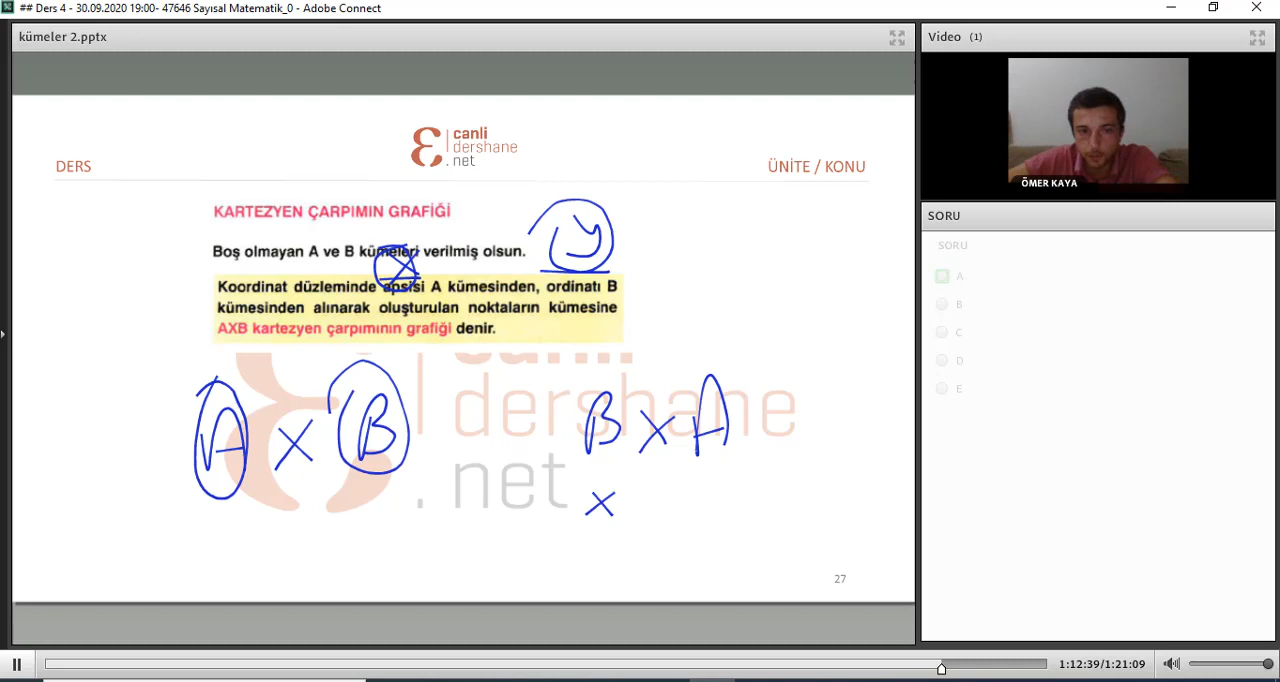 ## Ders 4 - 30.09.2020 19:00- 47646 Sayısal Matematik_0 - Adobe Connect
kümeler 2.pptx
Video (1)
canli
dershane
.net
DERS
ÜNİTE / KONU
KARTEZYEN ÇARPIMIN GRAFİĞİ
y
Boş olmayan A ve B kümeleri verilmiş olsun.
x
Koordinat düzleminde apsisi A kümesinden, ordinatı B
kümesinden alınarak oluşturulan noktaların kümesine
AXB kartezyen çarpımının grafiği denir.
canli
dershane
.net
A x B
B x A
x
27
ÖMER KAYA
SORU
SORU
A
B
C
D
E
1:12:39/1:21:09